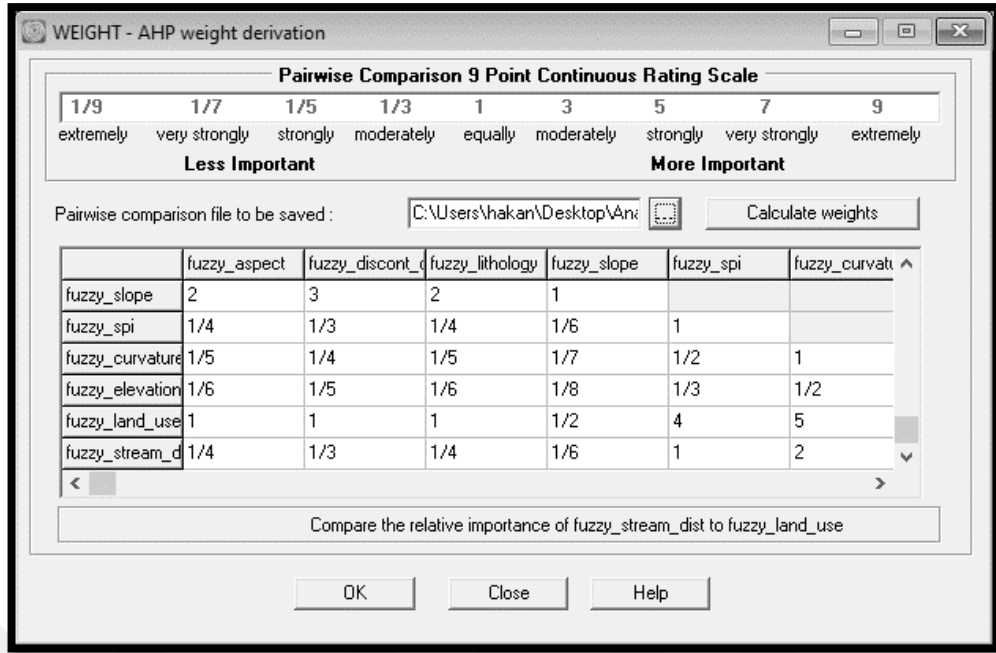 WEIGHT - AHP weight derivation
Pairwise Comparison 9 Point Continuous Rating Scale
1/9 1/7 1/5 1/3 1 3 5 7 9
extremely very strongly strongly moderately equally moderately strongly very strongly extremely
Less Important More Important
Pairwise comparison file to be saved : C:\Users\hakan\Desktop\Ana ... Calculate weights
fuzzy_aspect fuzzy_discont_d fuzzy_lithology fuzzy_slope fuzzy_spi fuzzy_curvatu
fuzzy_slope 2 3 2 1
fuzzy_spi 1/4 1/3 1/4 1/6 1
fuzzy_curvature 1/5 1/4 1/5 1/7 1/2 1
fuzzy_elevation 1/6 1/5 1/6 1/8 1/3 1/2
fuzzy_land_use 1 1 1 1/2 4 5
fuzzy_stream_d 1/4 1/3 1/4 1/6 1 2
Compare the relative importance of fuzzy_stream_dist to fuzzy_land_use
OK Close Help